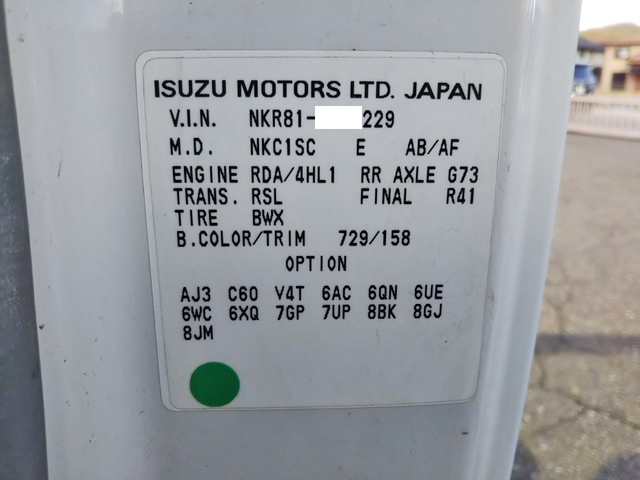 ISUZU MOTORS LTD. JAPAN
V.I.N. NKR81- 229
M.D. NKC1SC E AB/AF
ENGINE RDA/4HL1 RR AXLE G73
TRANS. RSL FINAL R41
TIRE BWX
B.COLOR/TRIM 729/158
OPTION
AJ3 C60 V4T 6AC 6QN 6UE
6WC 6XQ 7GP 7UP 8BK 8GJ
8JM